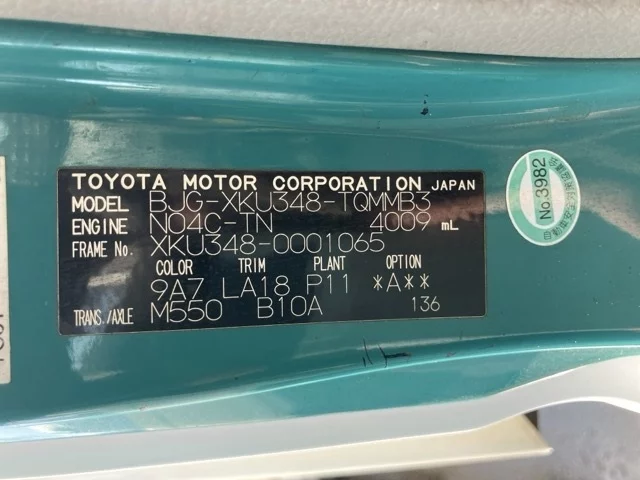 TOYOTA MOTOR CORPORATION JAPAN
MODEL BJG-XKU348-TQMMB3
ENGINE N04C-TN 4009 mL
FRAME No. XKU348-0001065
COLOR TRIM PLANT OPTION
9A7 LA18 P11 *A**
TRANS./AXLE M550 B10A 136
No.3982